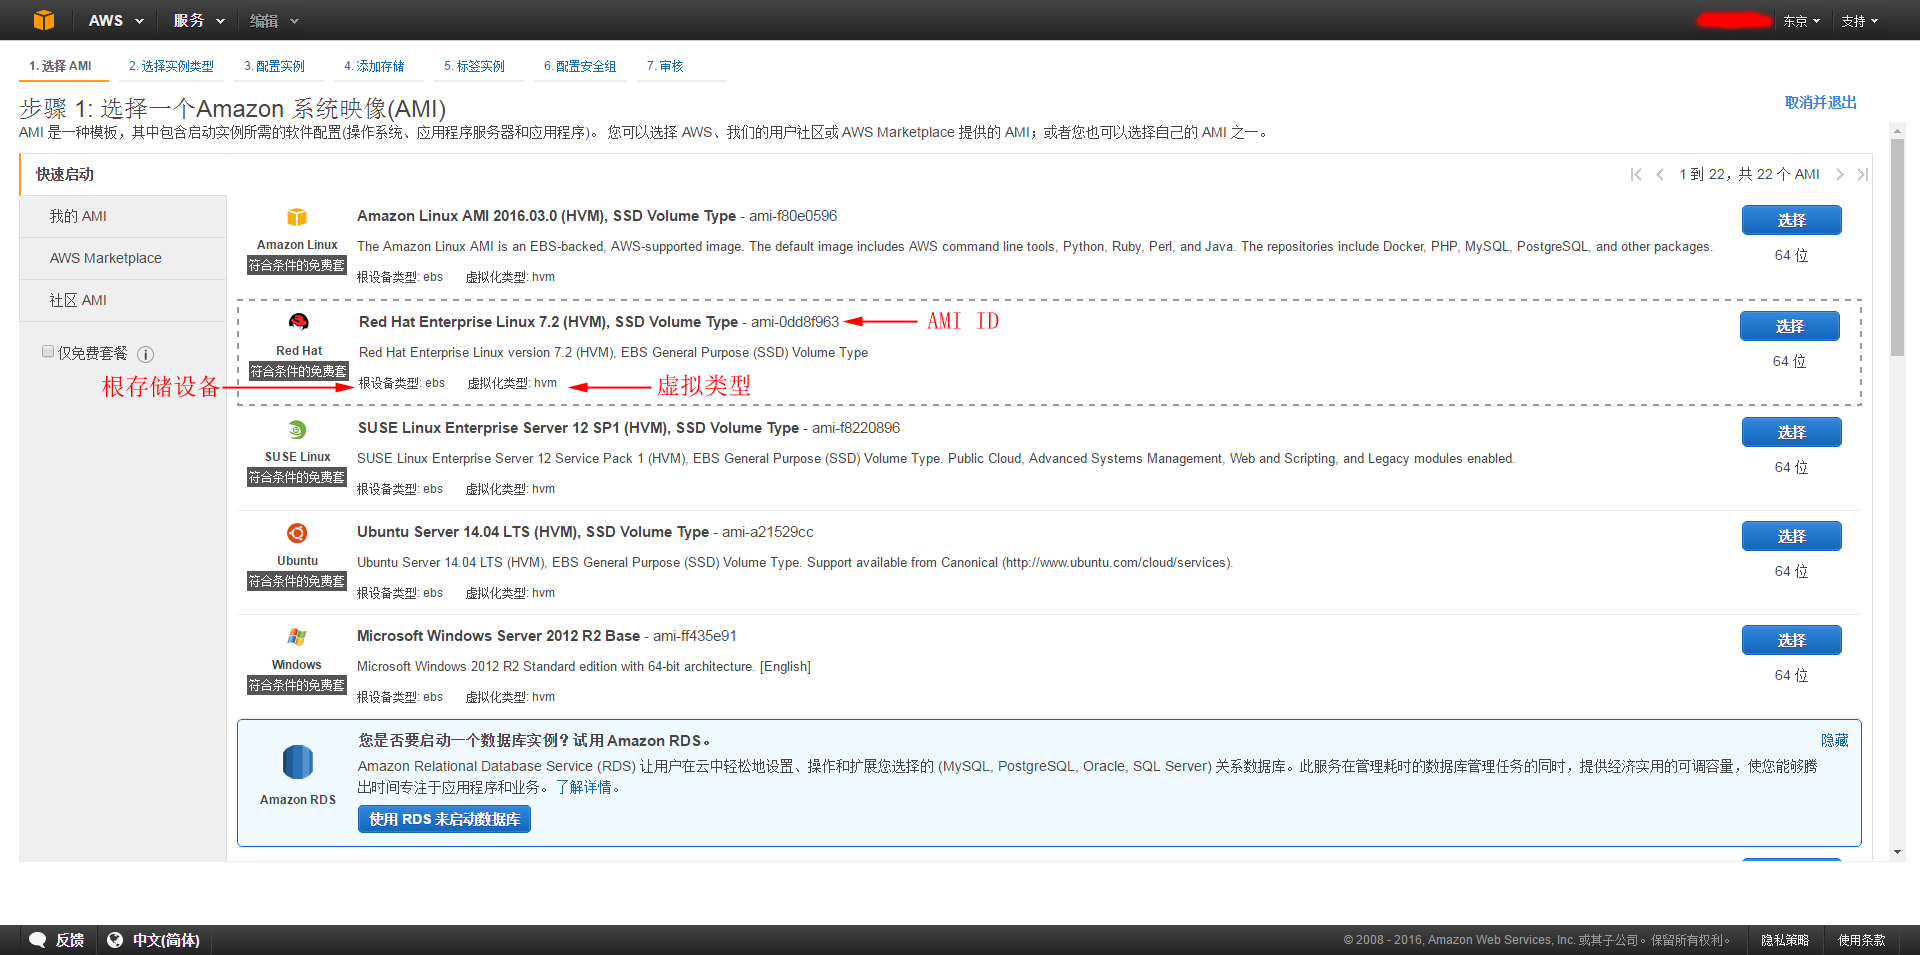 AWS 服务 编辑 东京 支持
1. 选择 AMI 2. 选择实例类型 3. 配置实例 4. 添加存储 5. 标签实例 6. 配置安全组 7. 审核
步骤 1: 选择一个Amazon 系统映像(AMI)
取消并退出
AMI 是一种模板，其中包含启动实例所需的软件配置(操作系统、应用程序服务器和应用程序)。 您可以选择 AWS、我们的用户社区或 AWS Marketplace 提供的 AMI；或者您也可以选择自己的 AMI 之一。
快速启动
1 到 22，共 22 个 AMI
我的 AMI
AWS Marketplace
社区 AMI
仅免费套餐
Amazon Linux
符合条件的免费套
Amazon Linux AMI 2016.03.0 (HVM), SSD Volume Type - ami-f80e0596
The Amazon Linux AMI is an EBS-backed, AWS-supported image. The default image includes AWS command line tools, Python, Ruby, Perl, and Java. The repositories include Docker, PHP, MySQL, PostgreSQL, and other packages.
根设备类型: ebs 虚拟化类型: hvm
选择
64 位
Red Hat
符合条件的免费套
Red Hat Enterprise Linux 7.2 (HVM), SSD Volume Type - ami-0dd8f963
AMI ID
Red Hat Enterprise Linux version 7.2 (HVM), EBS General Purpose (SSD) Volume Type
根存储设备
根设备类型: ebs 虚拟化类型: hvm
虚拟类型
选择
64 位
SUSE Linux
符合条件的免费套
SUSE Linux Enterprise Server 12 SP1 (HVM), SSD Volume Type - ami-f8220896
SUSE Linux Enterprise Server 12 Service Pack 1 (HVM), EBS General Purpose (SSD) Volume Type. Public Cloud, Advanced Systems Management, Web and Scripting, and Legacy modules enabled.
根设备类型: ebs 虚拟化类型: hvm
选择
64 位
Ubuntu
符合条件的免费套
Ubuntu Server 14.04 LTS (HVM), SSD Volume Type - ami-a21529cc
Ubuntu Server 14.04 LTS (HVM), EBS General Purpose (SSD) Volume Type. Support available from Canonical (http://www.ubuntu.com/cloud/services).
根设备类型: ebs 虚拟化类型: hvm
选择
64 位
Windows
符合条件的免费套
Microsoft Windows Server 2012 R2 Base - ami-ff435e91
Microsoft Windows 2012 R2 Standard edition with 64-bit architecture. [English]
根设备类型: ebs 虚拟化类型: hvm
选择
64 位
Amazon RDS
您是否要启动一个数据库实例？试用 Amazon RDS。
隐藏
Amazon Relational Database Service (RDS) 让用户在云中轻松地设置、操作和扩展您选择的 (MySQL, PostgreSQL, Oracle, SQL Server) 关系数据库。此服务在管理耗时的数据库管理任务的同时，提供经济实用的可调容量，使您能够腾
出时间专注于应用程序和业务。了解详情。
使用 RDS 来启动数据库
反馈 中文(简体) © 2008 - 2016, Amazon Web Services, Inc. 或其子公司。保留所有权利。 隐私策略 使用条款